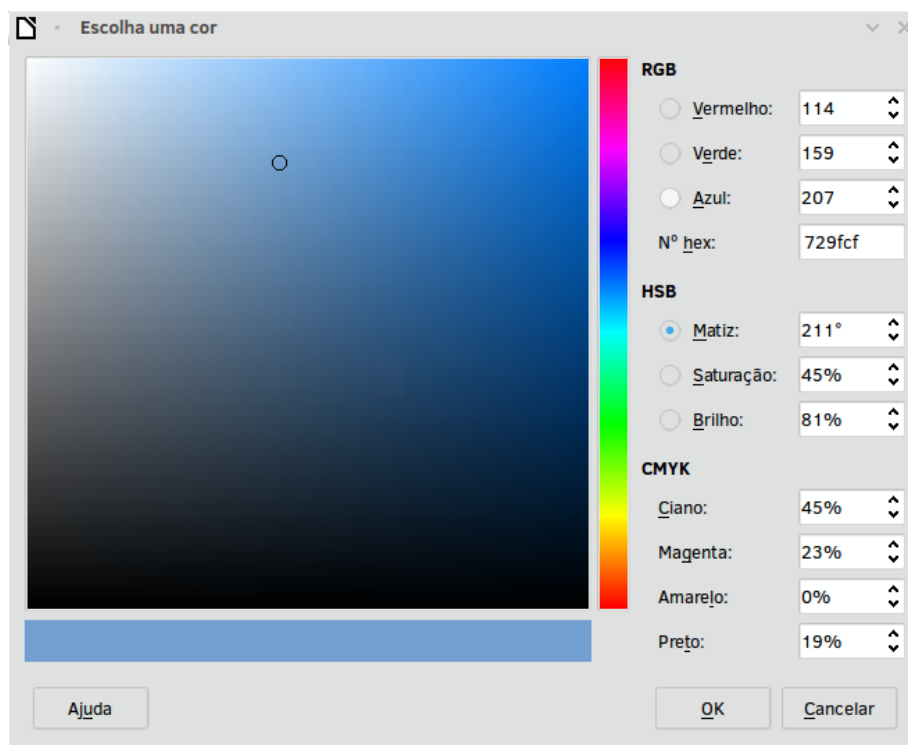 Escolha uma cor
RGB
Vermelho: 114
Verde: 159
Azul: 207
Nº hex: 729fcf
HSB
Matiz: 211°
Saturação: 45%
Brilho: 81%
CMYK
Ciano: 45%
Magenta: 23%
Amarelo: 0%
Preto: 19%
Ajuda OK Cancelar